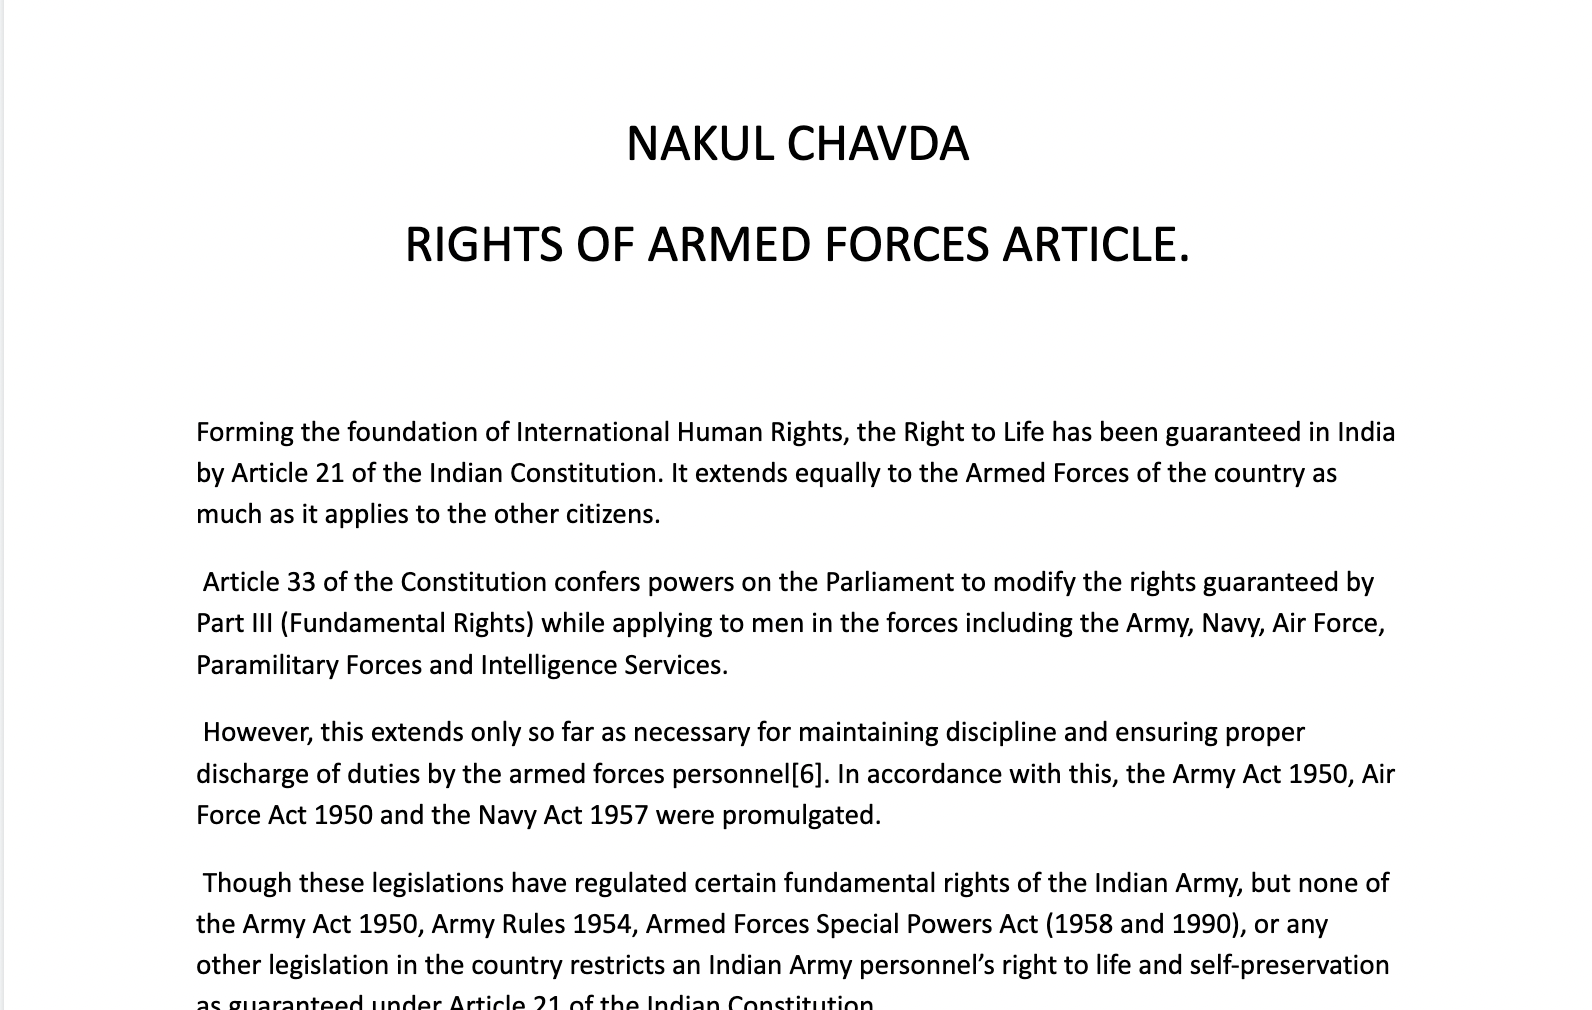 NAKUL CHAVDA
RIGHTS OF ARMED FORCES ARTICLE.
Forming the foundation of International Human Rights, the Right to Life has been guaranteed in India
by Article 21 of the Indian Constitution. It extends equally to the Armed Forces of the country as
much as it applies to the other citizens.
Article 33 of the Constitution confers powers on the Parliament to modify the rights guaranteed by
Part III (Fundamental Rights) while applying to men in the forces including the Army, Navy, Air Force,
Paramilitary Forces and Intelligence Services.
However, this extends only so far as necessary for maintaining discipline and ensuring proper
discharge of duties by the armed forces personnel[6]. In accordance with this, the Army Act 1950, Air
Force Act 1950 and the Navy Act 1957 were promulgated.
Though these legislations have regulated certain fundamental rights of the Indian Army, but none of
the Army Act 1950, Army Rules 1954, Armed Forces Special Powers Act (1958 and 1990), or any
other legislation in the country restricts an Indian Army personnel’s right to life and self-preservation
as guaranteed under Article 21 of the Indian Constitution